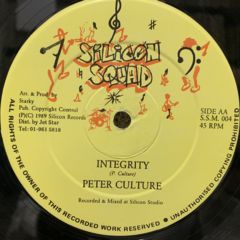 SILICON
SQUAD
Arr. & Prod. by
Starky
Pub. Copyright Control
(P)(C) 1989 Silicon Records
Dist. by Jet Star
Tel: 01-961 5818
SIDE AA
S.S.M. 004
45 RPM
INTEGRITY
(P. Culture)
PETER CULTURE
Recorded & Mixed at Silicon Studio
ALL RIGHTS OF THE OWNER OF THIS RECORDED WORK RESERVED • UNAUTHORISED COPYING PROHIBITED